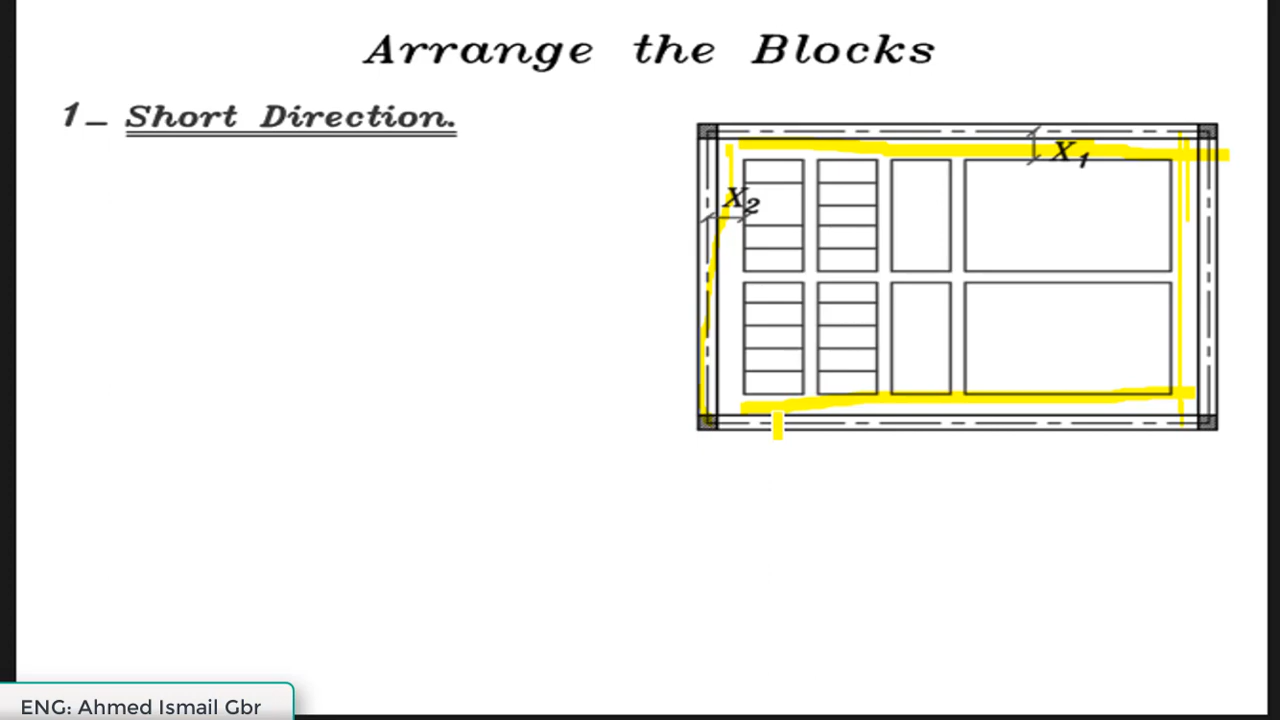 Arrange the Blocks
1_ Short Direction.
X1
X2
ENG: Ahmed Ismail Gbr